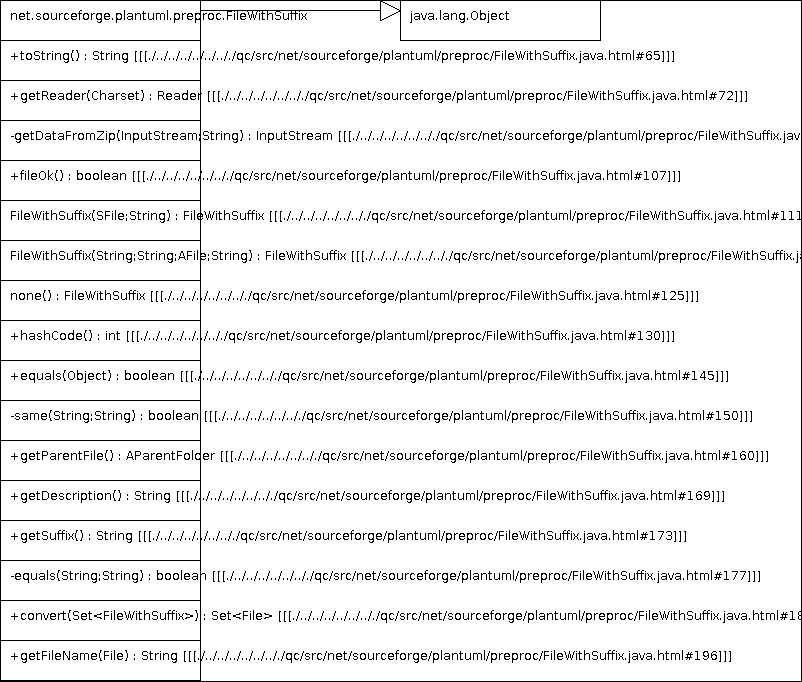 net.sourceforge.plantuml.preproc.FileWithSuffix
java.lang.Object
+toString() : String [[[./../../../../../../qc/src/net/sourceforge/plantuml/preproc/FileWithSuffix.java.html#65]]]
+getReader(Charset) : Reader [[[./../../../../../../qc/src/net/sourceforge/plantuml/preproc/FileWithSuffix.java.html#72]]]
-getDataFromZip(InputStream;String) : InputStream [[[./../../../../../../qc/src/net/sourceforge/plantuml/preproc/FileWithSuffix.jav
+fileOk() : boolean [[[./../../../../../../qc/src/net/sourceforge/plantuml/preproc/FileWithSuffix.java.html#107]]]
FileWithSuffix(SFile;String) : FileWithSuffix [[[./../../../../../../qc/src/net/sourceforge/plantuml/preproc/FileWithSuffix.java.html#111
FileWithSuffix(String;String;AFile;String) : FileWithSuffix [[[./../../../../../../qc/src/net/sourceforge/plantuml/preproc/FileWithSuffix.ja
none() : FileWithSuffix [[[./../../../../../../qc/src/net/sourceforge/plantuml/preproc/FileWithSuffix.java.html#125]]]
+hashCode() : int [[[./../../../../../../qc/src/net/sourceforge/plantuml/preproc/FileWithSuffix.java.html#130]]]
+equals(Object) : boolean [[[./../../../../../../qc/src/net/sourceforge/plantuml/preproc/FileWithSuffix.java.html#145]]]
-same(String;String) : boolean [[[./../../../../../../qc/src/net/sourceforge/plantuml/preproc/FileWithSuffix.java.html#150]]]
+getParentFile() : AParentFolder [[[./../../../../../../qc/src/net/sourceforge/plantuml/preproc/FileWithSuffix.java.html#160]]]
+getDescription() : String [[[./../../../../../../qc/src/net/sourceforge/plantuml/preproc/FileWithSuffix.java.html#169]]]
+getSuffix() : String [[[./../../../../../../qc/src/net/sourceforge/plantuml/preproc/FileWithSuffix.java.html#173]]]
-equals(String;String) : boolean [[[./../../../../../../qc/src/net/sourceforge/plantuml/preproc/FileWithSuffix.java.html#177]]]
+convert(Set<FileWithSuffix>) : Set<File> [[[./../../../../../../qc/src/net/sourceforge/plantuml/preproc/FileWithSuffix.java.html#18
+getFileName(File) : String [[[./../../../../../../qc/src/net/sourceforge/plantuml/preproc/FileWithSuffix.java.html#196]]]